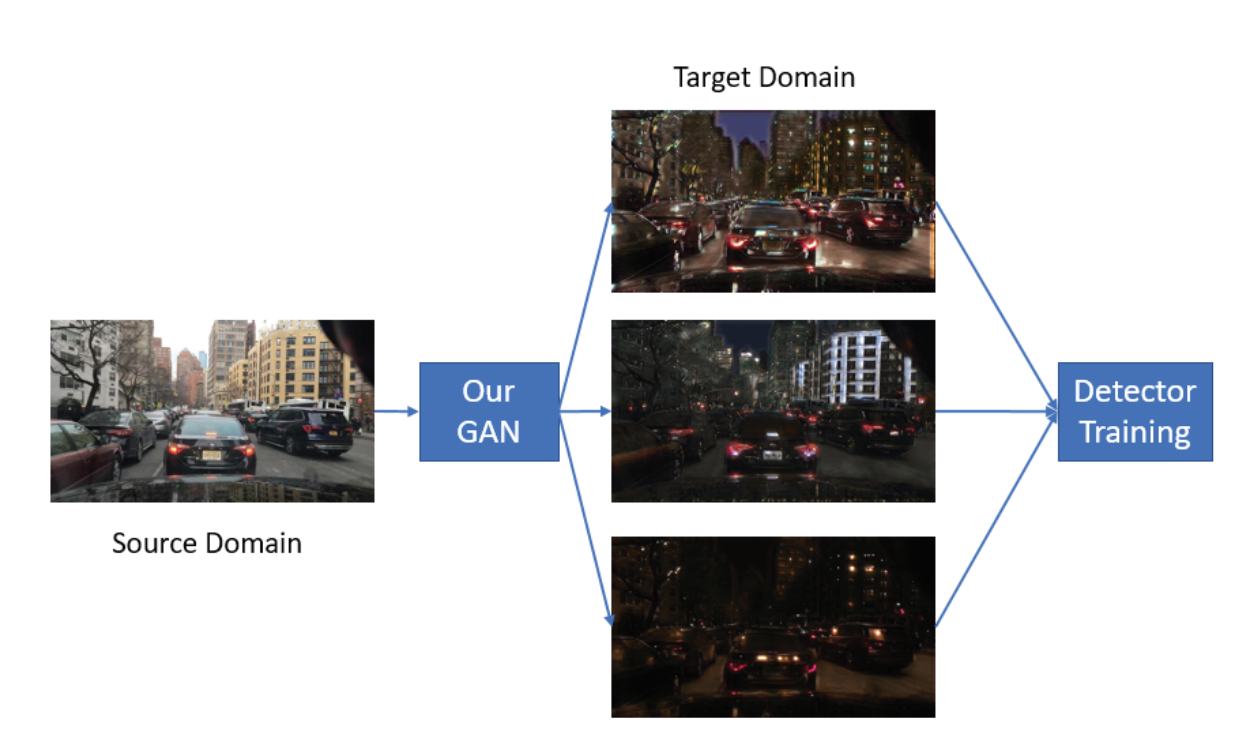 Target Domain
Our
GAN
Detector
Training
Source Domain